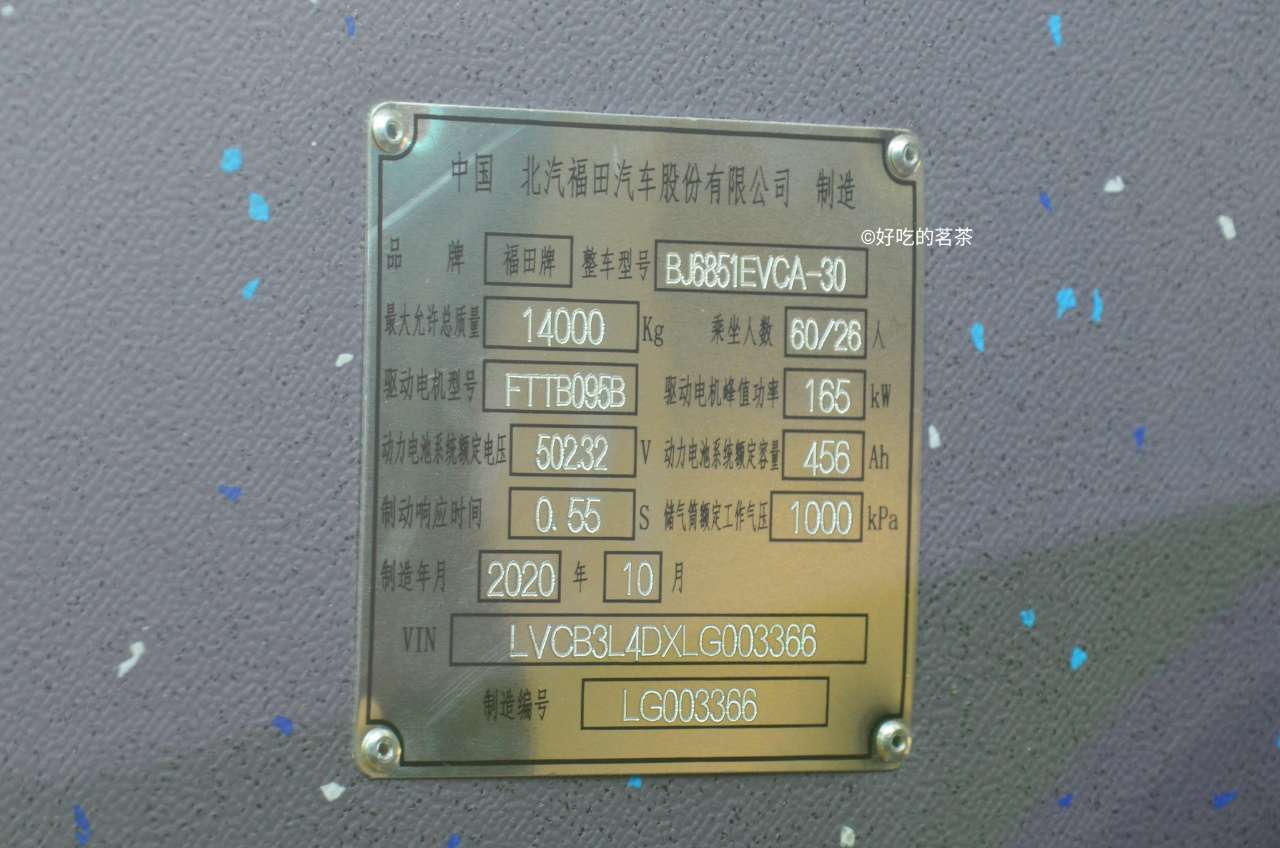 中国 北汽福田汽车股份有限公司 制造
©好吃的茗茶
品 牌 福田牌 整车型号 BJ6851EVCA-30
最大允许总质量 14000 Kg 乘坐人数 60/26 人
驱动电机型号 FTTB095B 驱动电机峰值功率 165 kW
动力电池系统额定电压 502.32 V 动力电池系统额定容量 456 Ah
制动响应时间 0.55 S 储气筒额定工作气压 1000 kPa
制造年月 2020 年 10 月
VIN LVCB3L4DXLG003366
制造编号 LG003366